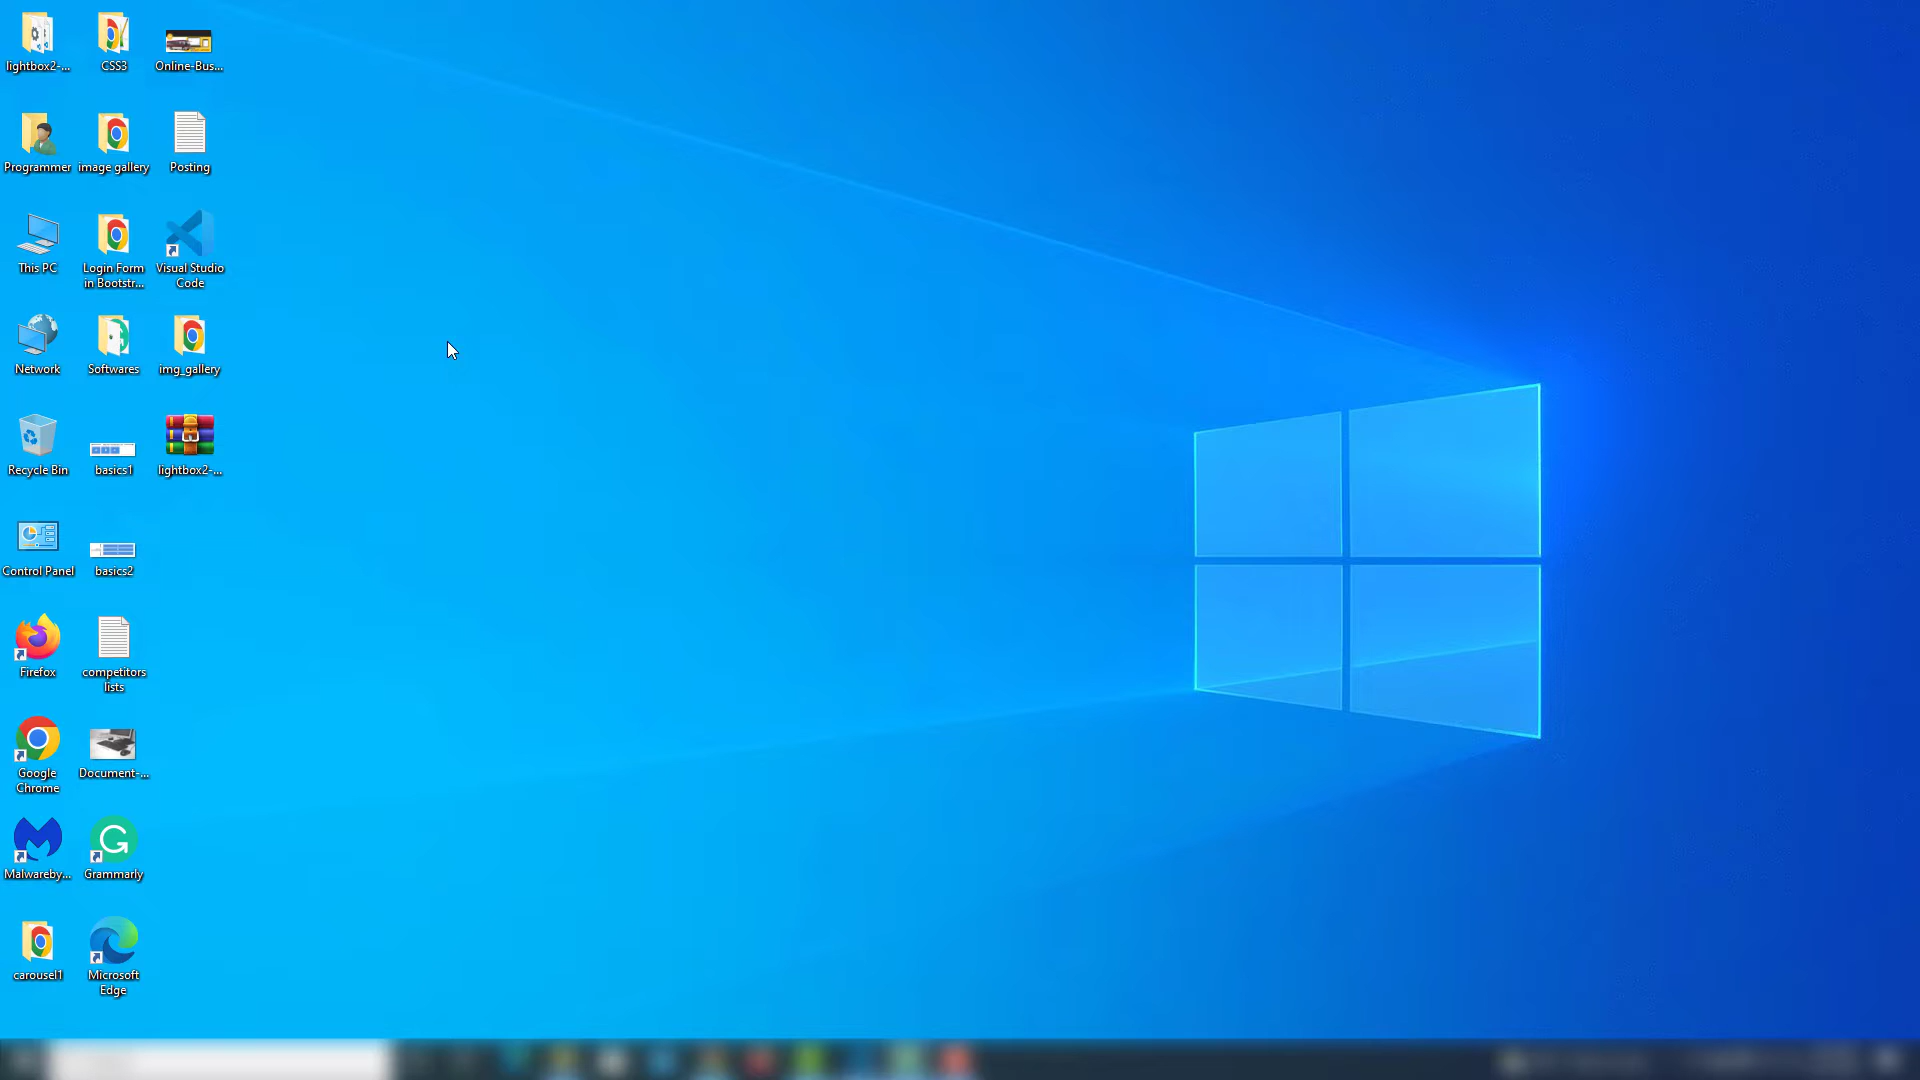 lightbox2-...
CSS3
Online-Bus...
Programmer
image gallery
Posting
This PC
Login Form
in Bootstr...
Visual Studio
Code
Network
Softwares
img_gallery
Recycle Bin
basics1
lightbox2-...
Control Panel
basics2
Firefox
competitors
lists
Google
Chrome
Document-...
Malwareby...
Grammarly
carousel1
Microsoft
Edge